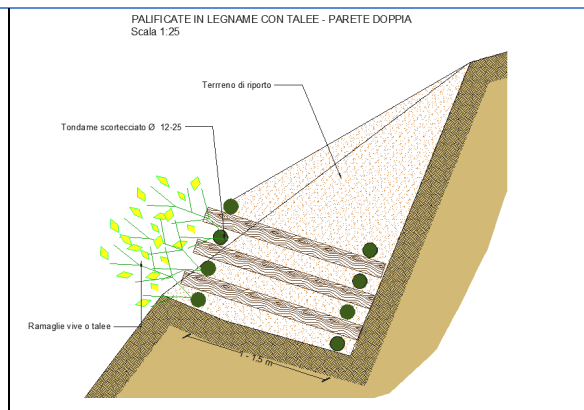 PALIFICATE IN LEGNAME CON TALEE - PARETE DOPPIA
Scala 1:25
Terrreno di riporto
Tondame scortecciato Ø 12-25
Ramaglie vive o talee
1 - 1.5 m